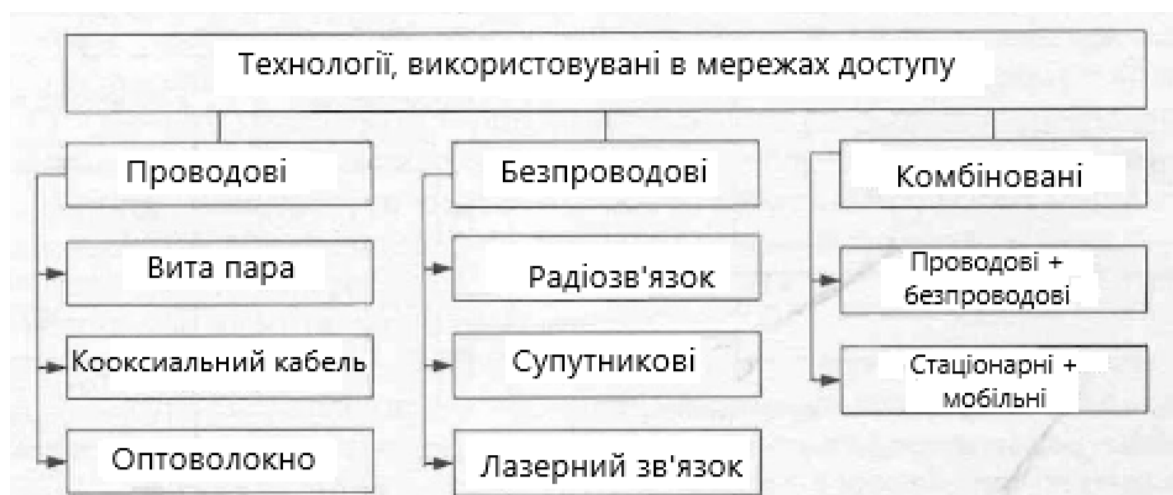 Технології, використовувані в мережах доступу
Проводові
Вита пара
Кооксиальний кабель
Оптоволокно
Безпроводові
Радіозв'язок
Супутникові
Лазерний зв'язок
Комбіновані
Проводові +
безпроводові
Стаціонарні +
мобільні